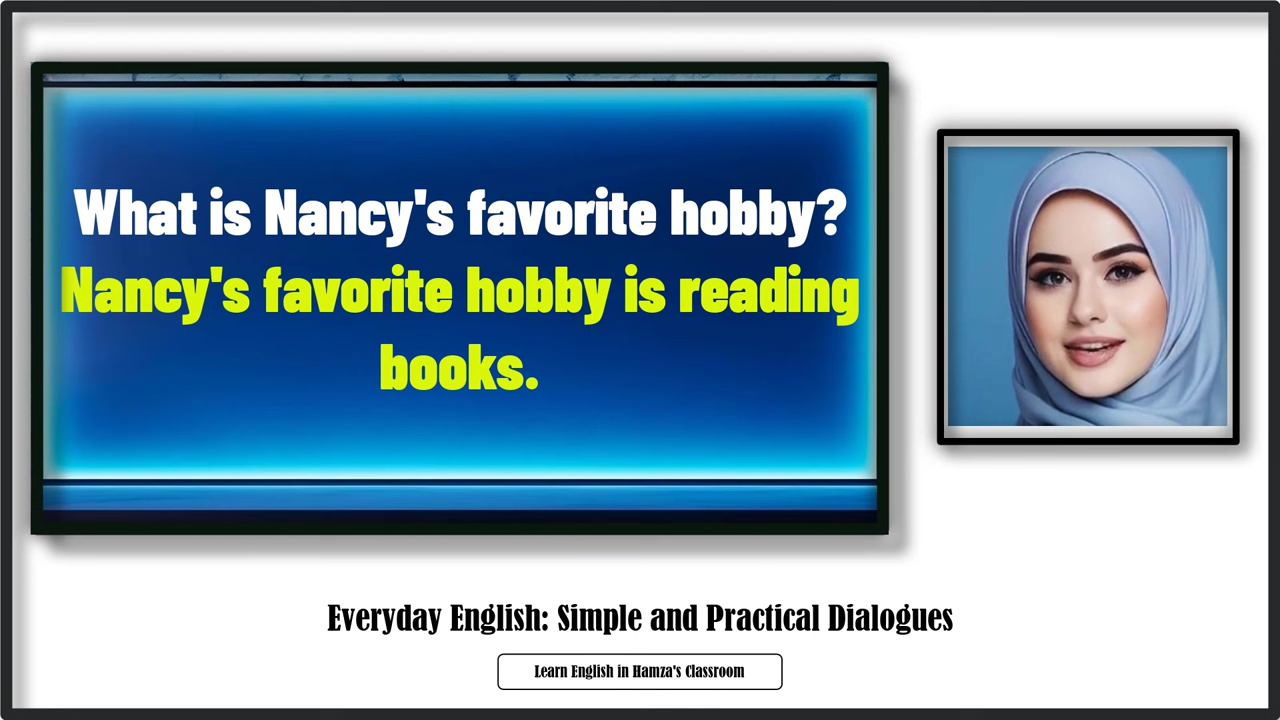 What is Nancy's favorite hobby?
Nancy's favorite hobby is reading
books.
Everyday English: Simple and Practical Dialogues
Learn English in Hamza's Classroom